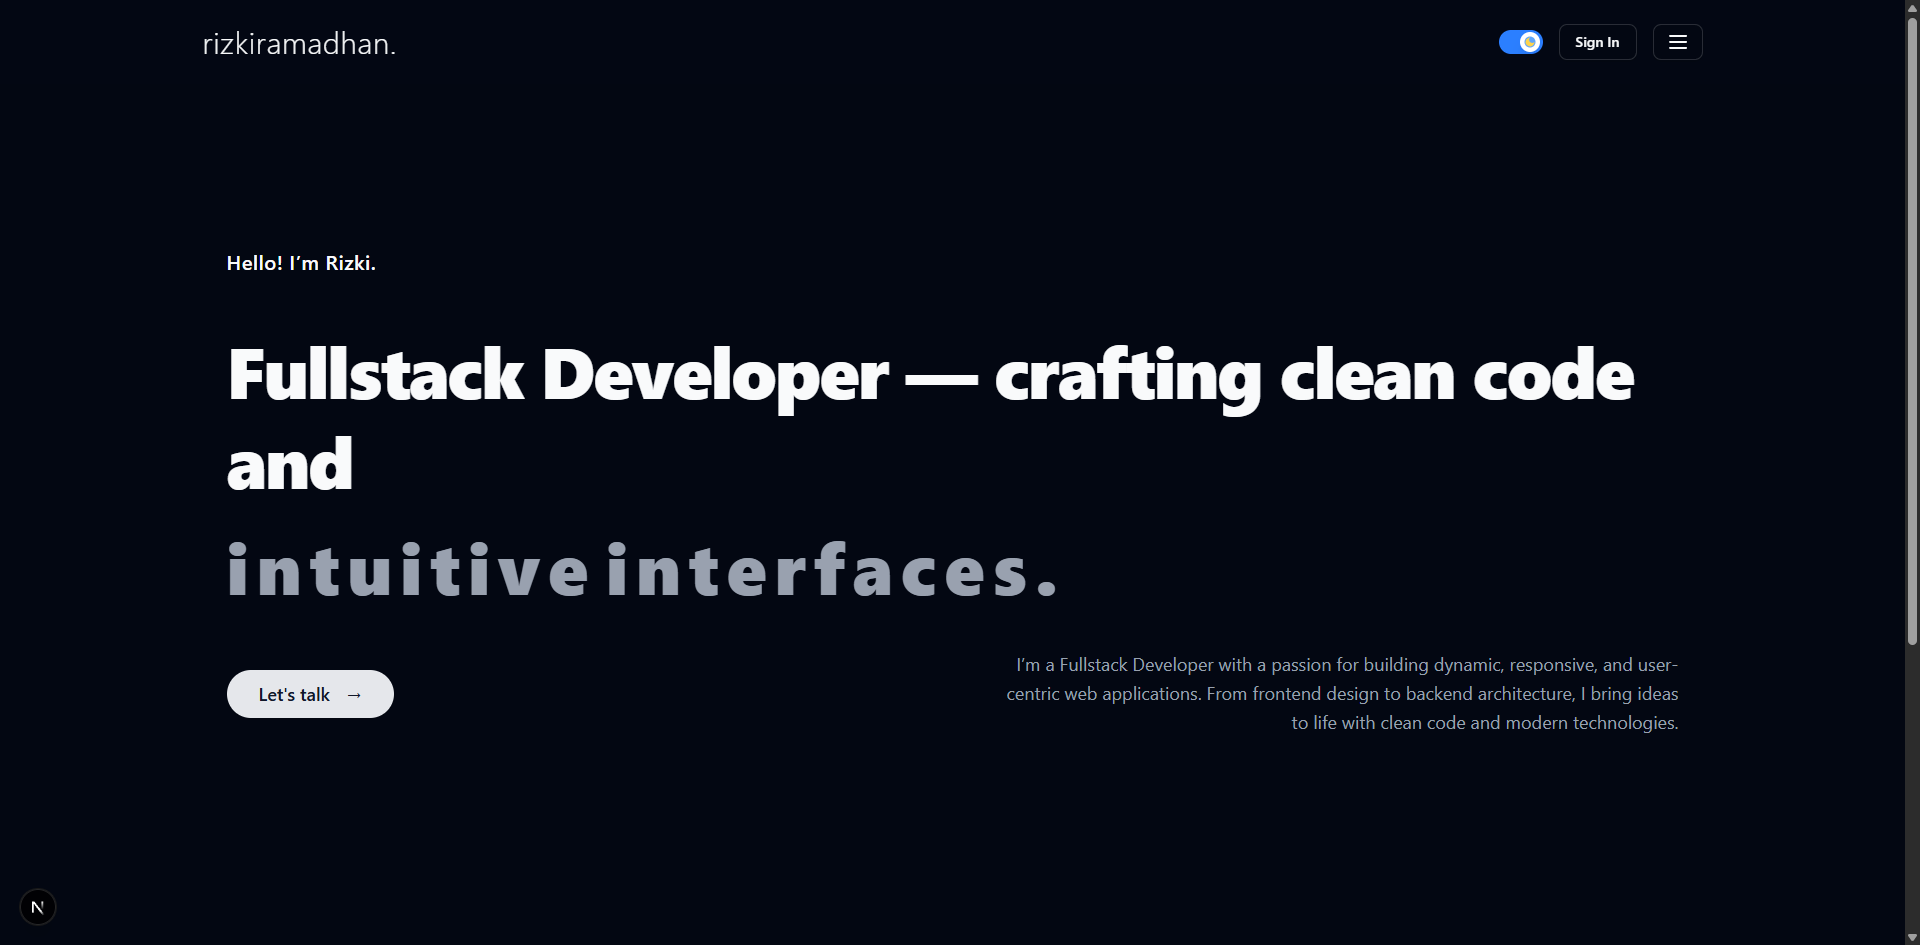 rizkiramadhan.
Sign In
Hello! I’m Rizki.
Fullstack Developer — crafting clean code
and
intuitive interfaces.
Let's talk →
I’m a Fullstack Developer with a passion for building dynamic, responsive, and user-
centric web applications. From frontend design to backend architecture, I bring ideas
to life with clean code and modern technologies.
N